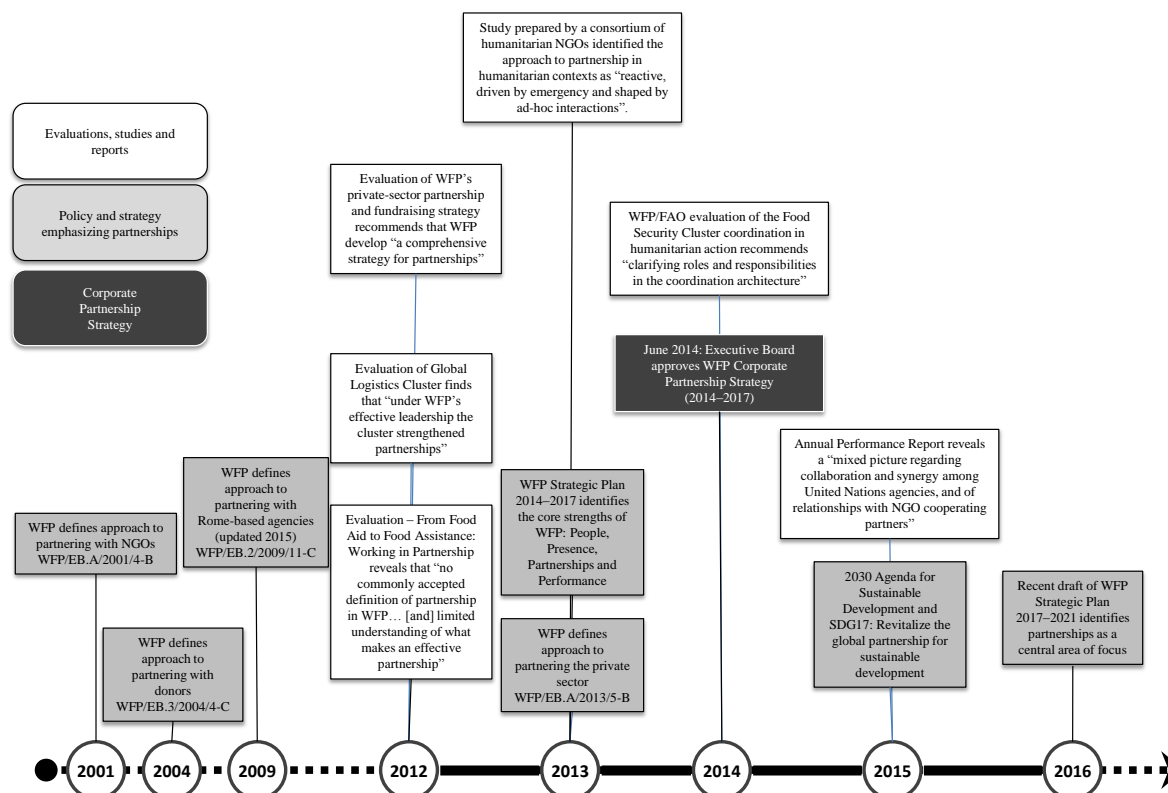 Study prepared by a consortium of
humanitarian NGOs identified the
approach to partnership in
humanitarian contexts as “reactive,
driven by emergency and shaped by
ad-hoc interactions”.
Evaluations, studies and
reports
Policy and strategy
emphasizing partnerships
Corporate
Partnership
Strategy
Evaluation of WFP’s
private-sector partnership
and fundraising strategy
recommends that WFP
develop “a comprehensive
strategy for partnerships”
WFP/FAO evaluation of the Food
Security Cluster coordination in
humanitarian action recommends
“clarifying roles and responsibilities
in the coordination architecture”
June 2014: Executive Board
approves WFP Corporate
Partnership Strategy
(2014–2017)
Evaluation of Global
Logistics Cluster finds
that “under WFP’s
effective leadership the
cluster strengthened
partnerships”
Annual Performance Report reveals
a “mixed picture regarding
collaboration and synergy among
United Nations agencies, and of
relationships with NGO cooperating
partners”
WFP defines
approach to
partnering with
Rome-based agencies
(updated 2015)
WFP/EB.2/2009/11-C
WFP Strategic Plan
2014–2017 identifies
the core strengths of
WFP: People,
Presence,
Partnerships and
Performance
WFP defines approach to
partnering with NGOs
WFP/EB.A/2001/4-B
Evaluation – From Food
Aid to Food Assistance:
Working in Partnership
reveals that “no
commonly accepted
definition of partnership
in WFP… [and] limited
understanding of what
makes an effective
partnership”
2030 Agenda for
Sustainable
Development and
SDG17: Revitalize the
global partnership for
sustainable
development
Recent draft of WFP
Strategic Plan
2017–2021 identifies
partnerships as a
central area of focus
WFP defines
approach to
partnering with
donors
WFP/EB.3/2004/4-C
WFP defines
approach to
partnering the private
sector
WFP/EB.A/2013/5-B
2001
2004
2009
2012
2013
2014
2015
2016